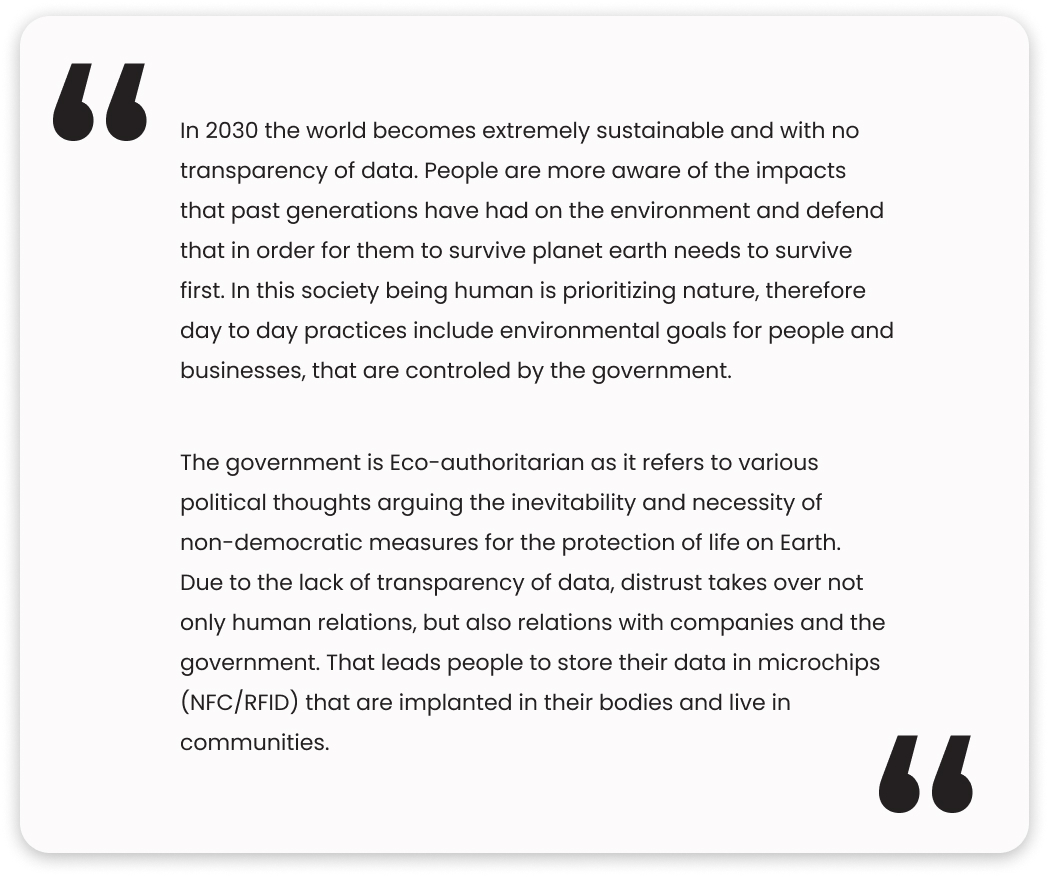 “
In 2030 the world becomes extremely sustainable and with no
transparency of data. People are more aware of the impacts
that past generations have had on the environment and defend
that in order for them to survive planet earth needs to survive
first. In this society being human is prioritizing nature, therefore
day to day practices include environmental goals for people and
businesses, that are controled by the government.
The government is Eco-authoritarian as it refers to various
political thoughts arguing the inevitability and necessity of
non-democratic measures for the protection of life on Earth.
Due to the lack of transparency of data, distrust takes over not
only human relations, but also relations with companies and the
government. That leads people to store their data in microchips
(NFC/RFID) that are implanted in their bodies and live in
communities.
“